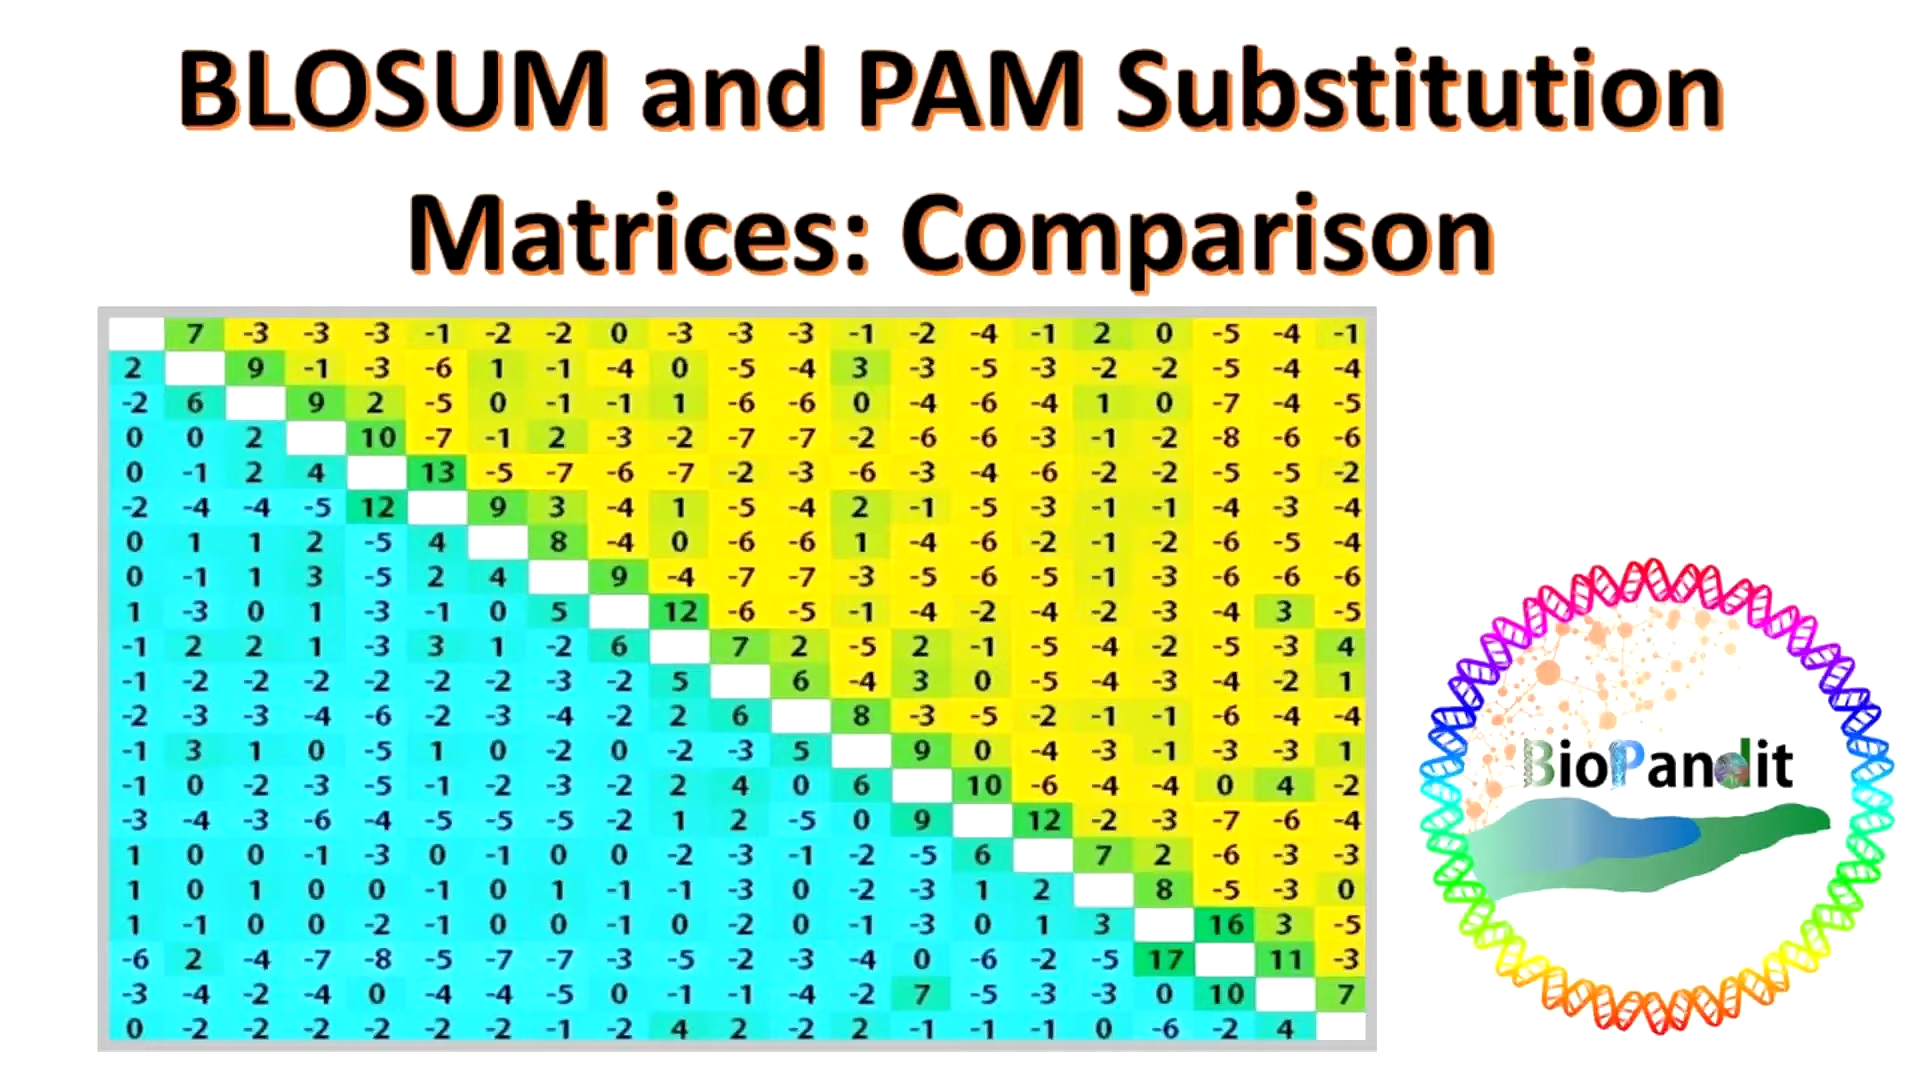 BLOSUM and PAM Substitution
Matrices: Comparison
7 -3 -3 -3 -1 -2 -2 0 -3 -3 -3 -1 -2 -4 -1 2 0 -5 -4 -1
2 9 -1 -3 -6 1 -1 -4 0 -5 -4 3 -3 -5 -3 -2 -2 -5 -4 -4
-2 6 9 2 -5 0 -1 -1 1 -6 -6 0 -4 -6 -4 1 0 -7 -4 -5
0 0 2 10 -7 -1 2 -3 -2 -7 -7 -2 -6 -6 -3 -1 -2 -8 -6 -6
0 -1 2 4 13 -5 -7 -6 -7 -2 -3 -6 -3 -4 -6 -2 -2 -5 -5 -2
-2 -4 -4 -5 12 9 3 -4 1 -5 -4 2 -1 -5 -3 -1 -1 -4 -3 -4
0 1 1 2 -5 4 8 -4 0 -6 -6 1 -4 -6 -2 -1 -2 -6 -5 -4
0 -1 1 3 -5 2 4 9 -4 -7 -7 -3 -5 -6 -5 -1 -3 -6 -6 -6
1 -3 0 1 -3 -1 0 5 12 -6 -5 -1 -4 -2 -4 -2 -3 -4 3 -5
-1 2 2 1 -3 3 1 -2 6 7 2 -5 2 -1 -5 -4 -2 -5 -3 4
-1 -2 -2 -2 -2 -2 -2 -3 -2 5 6 -4 3 0 -5 -4 -3 -4 -2 1
-2 -3 -3 -4 -6 -2 -3 -4 -2 2 6 8 -3 -5 -2 -1 -1 -6 -4 -4
-1 3 1 0 -5 1 0 -2 0 -2 -3 5 9 0 -4 -3 -1 -3 -3 1
-1 0 -2 -3 -5 -1 -2 -3 -2 2 4 0 6 10 -6 -4 -4 0 4 -2
-3 -4 -3 -6 -4 -5 -5 -5 -2 1 2 -5 0 9 12 -2 -3 -7 -6 -4
1 0 0 -1 -3 0 -1 0 0 -2 -3 -1 -2 -5 6 7 2 -6 -3 -3
1 0 1 0 0 -1 0 1 -1 -1 -3 0 -2 -3 1 2 8 -5 -3 0
1 -1 0 0 -2 -1 0 0 -1 0 -2 0 -1 -3 0 1 3 16 3 -5
-6 2 -4 -7 -8 -5 -7 -7 -3 -5 -2 -3 -4 0 -6 -2 -5 17 11 -3
-3 -4 -2 -4 0 -4 -4 -5 0 -1 -1 -4 -2 7 -5 -3 -3 0 10 7
0 -2 -2 -2 -2 -2 -2 -1 -2 4 2 -2 2 -1 -1 -1 0 -6 -2 4
BioPandit